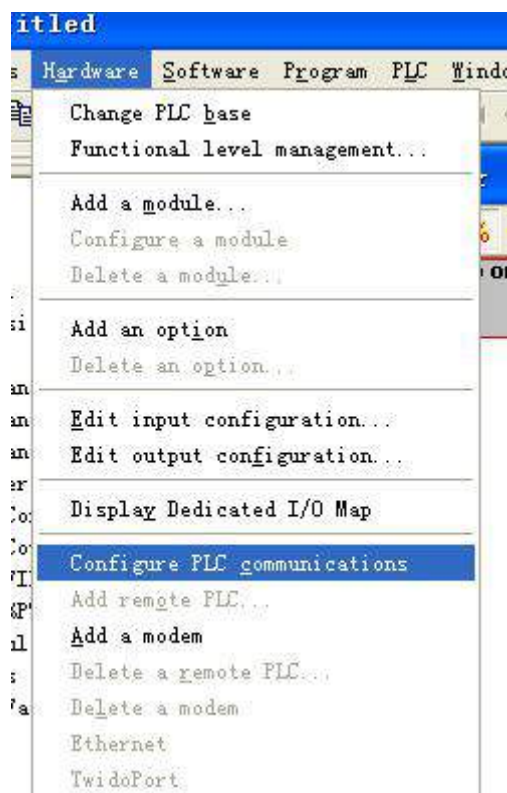 itled
Hardware Software Program PLC Windo
Change PLC base
Functional level management...
Add a module...
Configure a module
Delete a module...
Add an option
Delete an option...
Edit input configuration...
Edit output configuration...
Display Dedicated I/O Map
Configure PLC communications
Add remote PLC...
Add a modem
Delete a remote PLC...
Delete a modem
Ethernet
TwidoPort